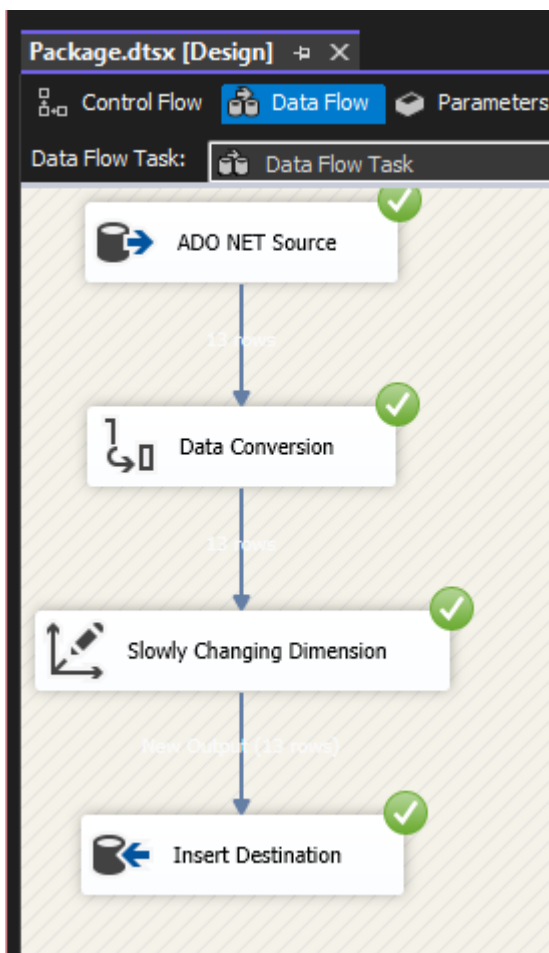 Package.dtsx [Design]
Control Flow Data Flow Parameters
Data Flow Task: Data Flow Task
ADO NET Source
13 rows
Data Conversion
13 rows
Slowly Changing Dimension
New Output (13 rows)
Insert Destination